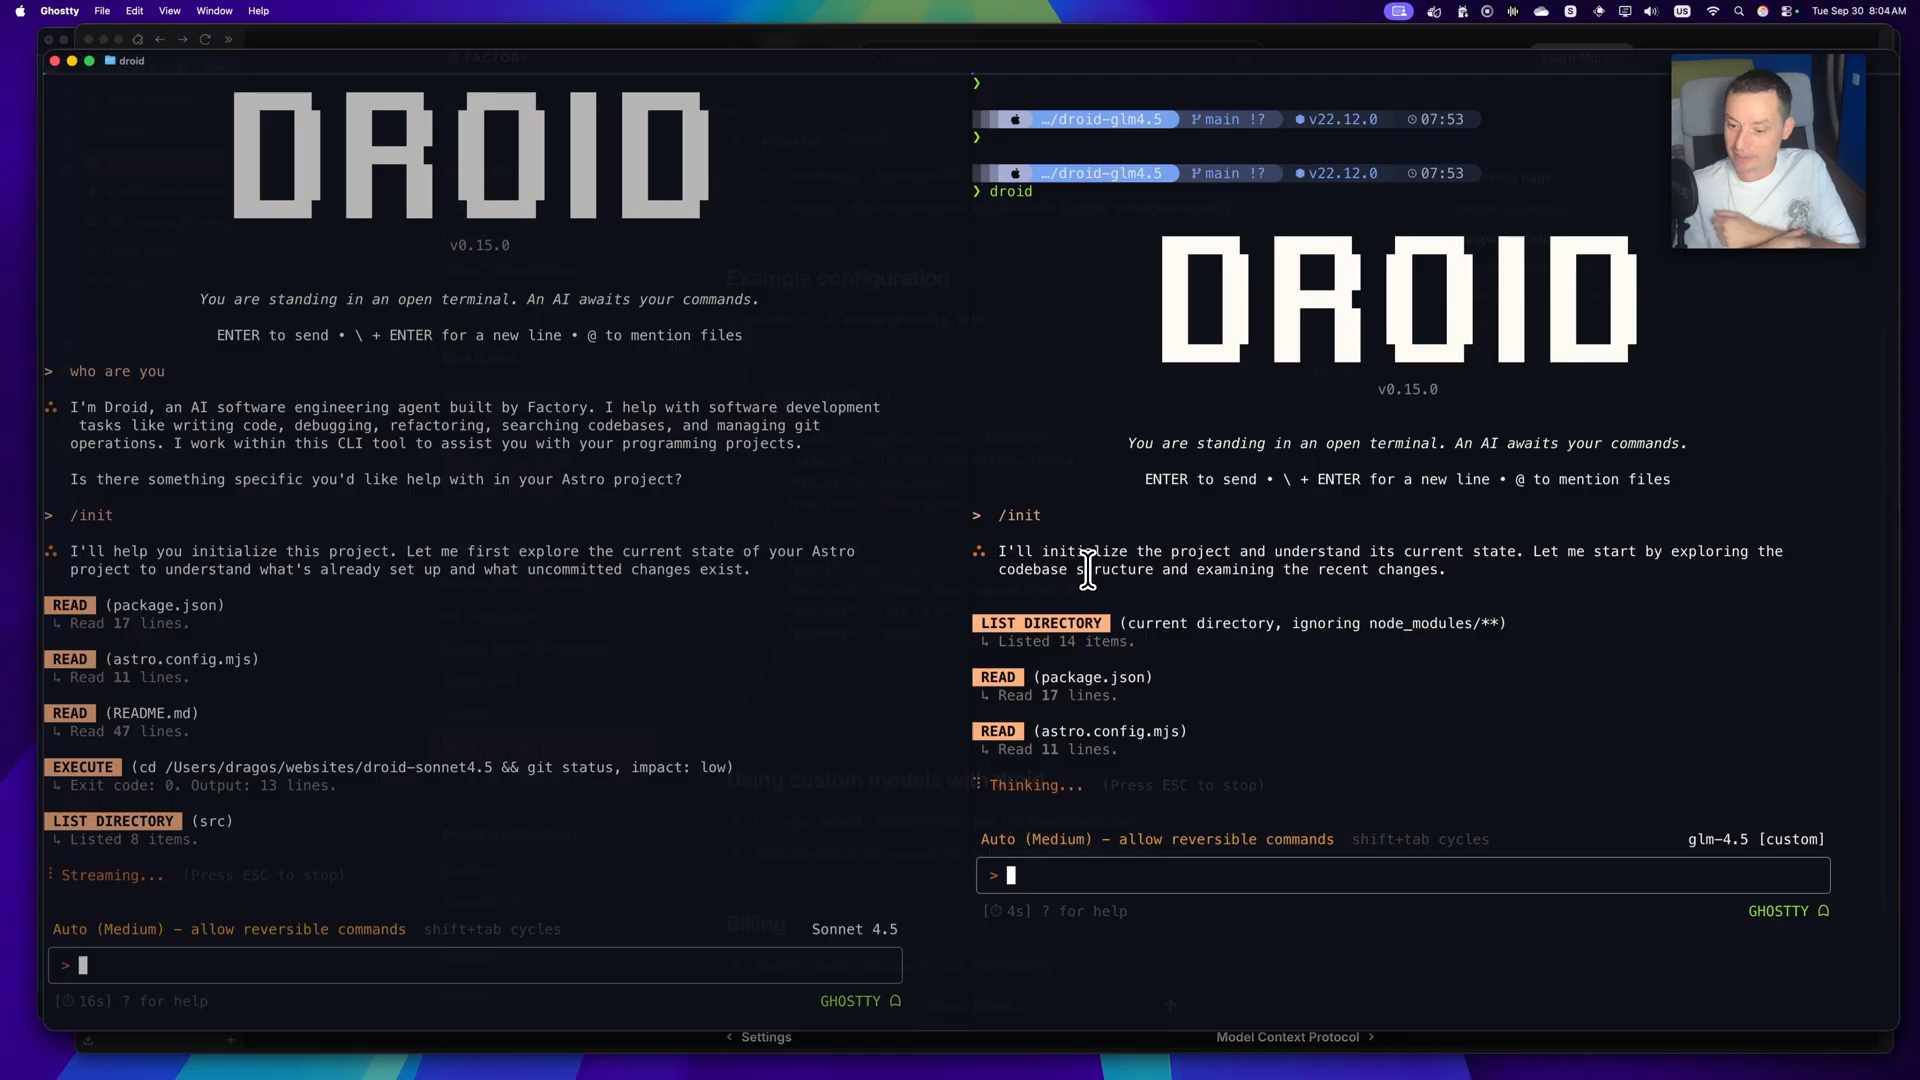 Ghostty File Edit View Window Help
US Tue Sep 30 8:04 AM
droid
DROID
v0.15.0
You are standing in an open terminal. An AI awaits your commands.
ENTER to send • \ + ENTER for a new line • @ to mention files
> who are you
I'm Droid, an AI software engineering agent built by Factory. I help with software development
tasks like writing code, debugging, refactoring, searching codebases, and managing git
operations. I work within this CLI tool to assist you with your programming projects.
Is there something specific you'd like help with in your Astro project?
> /init
I'll help you initialize this project. Let me first explore the current state of your Astro
project to understand what's already set up and what uncommitted changes exist.
READ (package.json)
↳ Read 17 lines.
READ (astro.config.mjs)
↳ Read 11 lines.
READ (README.md)
↳ Read 47 lines.
EXECUTE (cd /Users/dragos/websites/droid-sonnet4.5 && git status, impact: low)
↳ Exit code: 0. Output: 13 lines.
LIST DIRECTORY (src)
↳ Listed 8 items.
Streaming... (Press ESC to stop)
Auto (Medium) – allow reversible commands shift+tab cycles Sonnet 4.5
>
[⏱ 16s] ? for help GHOSTTY
❯
…/droid-glm4.5 main !? v22.12.0 07:53
❯
…/droid-glm4.5 main !? v22.12.0 07:53
❯ droid
DROID
v0.15.0
You are standing in an open terminal. An AI awaits your commands.
ENTER to send • \ + ENTER for a new line • @ to mention files
> /init
I'll initialize the project and understand its current state. Let me start by exploring the
codebase structure and examining the recent changes.
LIST DIRECTORY (current directory, ignoring node_modules/**)
↳ Listed 14 items.
READ (package.json)
↳ Read 17 lines.
READ (astro.config.mjs)
↳ Read 11 lines.
Thinking... (Press ESC to stop)
Auto (Medium) – allow reversible commands shift+tab cycles glm-4.5 [custom]
>
[⏱ 4s] ? for help GHOSTTY
FACTORY
Example configuration
Using custom models with droid
Billing
Settings
Model Context Protocol